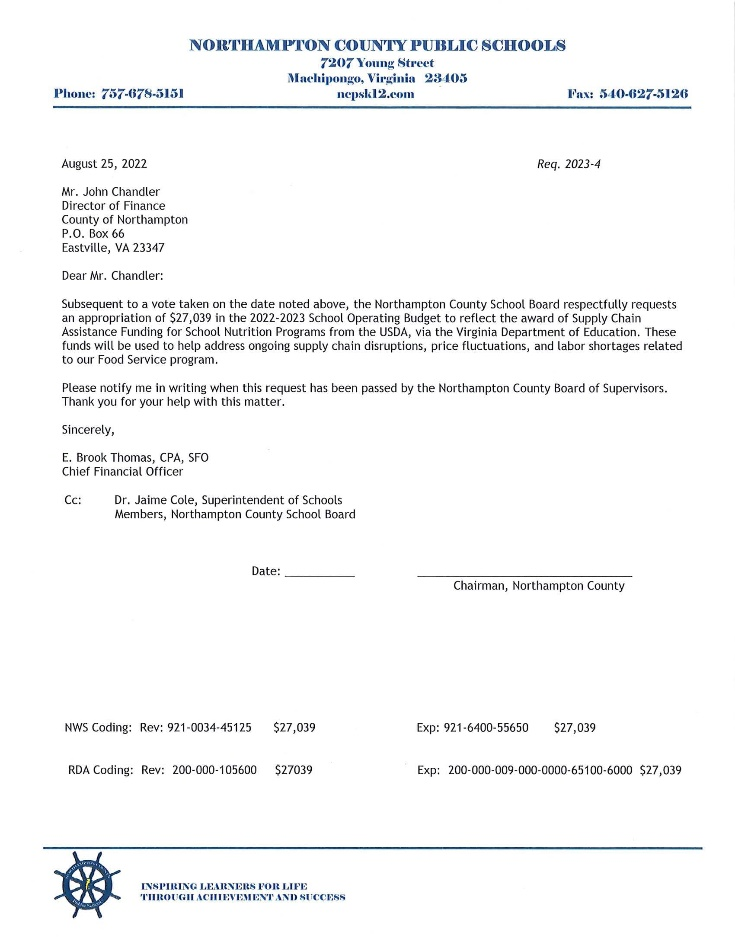 NORTHAMPTON COUNTY PUBLIC SCHOOLS
7207 Young Street
Machipongo, Virginia 23405
Phone: 757-678-5151 ncpsk12.com Fax: 540-627-5126
August 25, 2022 Req. 2023-4
Mr. John Chandler
Director of Finance
County of Northampton
P.O. Box 66
Eastville, VA 23347
Dear Mr. Chandler:
Subsequent to a vote taken on the date noted above, the Northampton County School Board respectfully requests
an appropriation of $27,039 in the 2022-2023 School Operating Budget to reflect the award of Supply Chain
Assistance Funding for School Nutrition Programs from the USDA, via the Virginia Department of Education. These
funds will be used to help address ongoing supply chain disruptions, price fluctuations, and labor shortages related
to our Food Service program.
Please notify me in writing when this request has been passed by the Northampton County Board of Supervisors.
Thank you for your help with this matter.
Sincerely,
E. Brook Thomas, CPA, SFO
Chief Financial Officer
Cc: Dr. Jaime Cole, Superintendent of Schools
Members, Northampton County School Board
Date: ___________ __________________________________
Chairman, Northampton County
NWS Coding: Rev: 921-0034-45125 $27,039 Exp: 921-6400-55650 $27,039
RDA Coding: Rev: 200-000-105600 $27039 Exp: 200-000-009-000-0000-65100-6000 $27,039
INSPIRING LEARNERS FOR LIFE
THROUGH ACHIEVEMENT AND SUCCESS